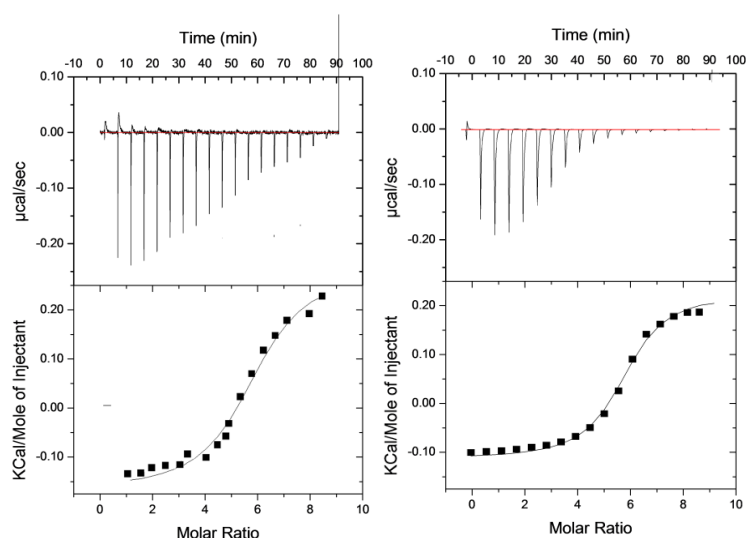 Time (min)
-10 0 10 20 30 40 50 60 70 80 90 100
0.10
0.00
-0.10
-0.20
µcal/sec
0.20
0.10
0.00
-0.10
KCal/Mole of Injectant
0 2 4 6 8 10
Molar Ratio
Time (min)
-10 0 10 20 30 40 50 60 70 80 90 100
0.10
0.00
-0.10
-0.20
µcal/sec
0.20
0.10
0.00
-0.10
KCal/Mole of Injectant
0 2 4 6 8 10
Molar Ratio